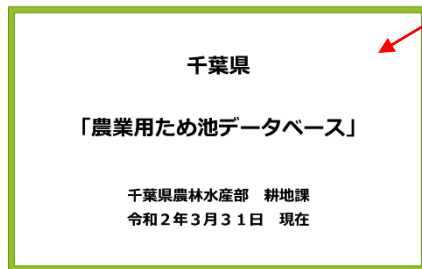 千葉県
「農業用ため池データベース」
千葉県農林水産部　耕地課
令和２年３月３１日　現在